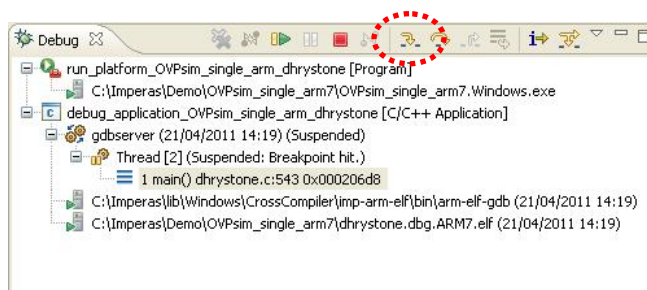 Debug
run_platform_OVPsim_single_arm_dhrystone [Program]
C:\Imperas\Demo\OVPsim_single_arm7\OVPsim_single_arm7.Windows.exe
debug_application_OVPsim_single_arm_dhrystone [C/C++ Application]
gdbserver (21/04/2011 14:19) (Suspended)
Thread [2] (Suspended: Breakpoint hit.)
1 main() dhrystone.c:543 0x000206d8
C:\Imperas\lib\Windows\CrossCompiler\imp-arm-elf\bin\arm-elf-gdb (21/04/2011 14:19)
C:\Imperas\Demo\OVPsim_single_arm7\dhrystone.dbg.ARM7.elf (21/04/2011 14:19)